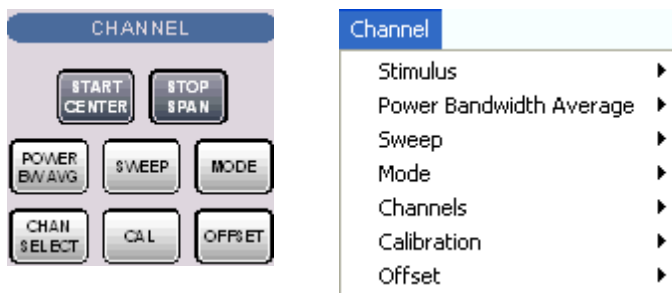 CHANNEL
START
CENTER
STOP
SPAN
POWER
BW AVG
SWEEP
MODE
CHAN
SELECT
CAL
OFFSET
Channel
Stimulus
Power Bandwidth Average
Sweep
Mode
Channels
Calibration
Offset